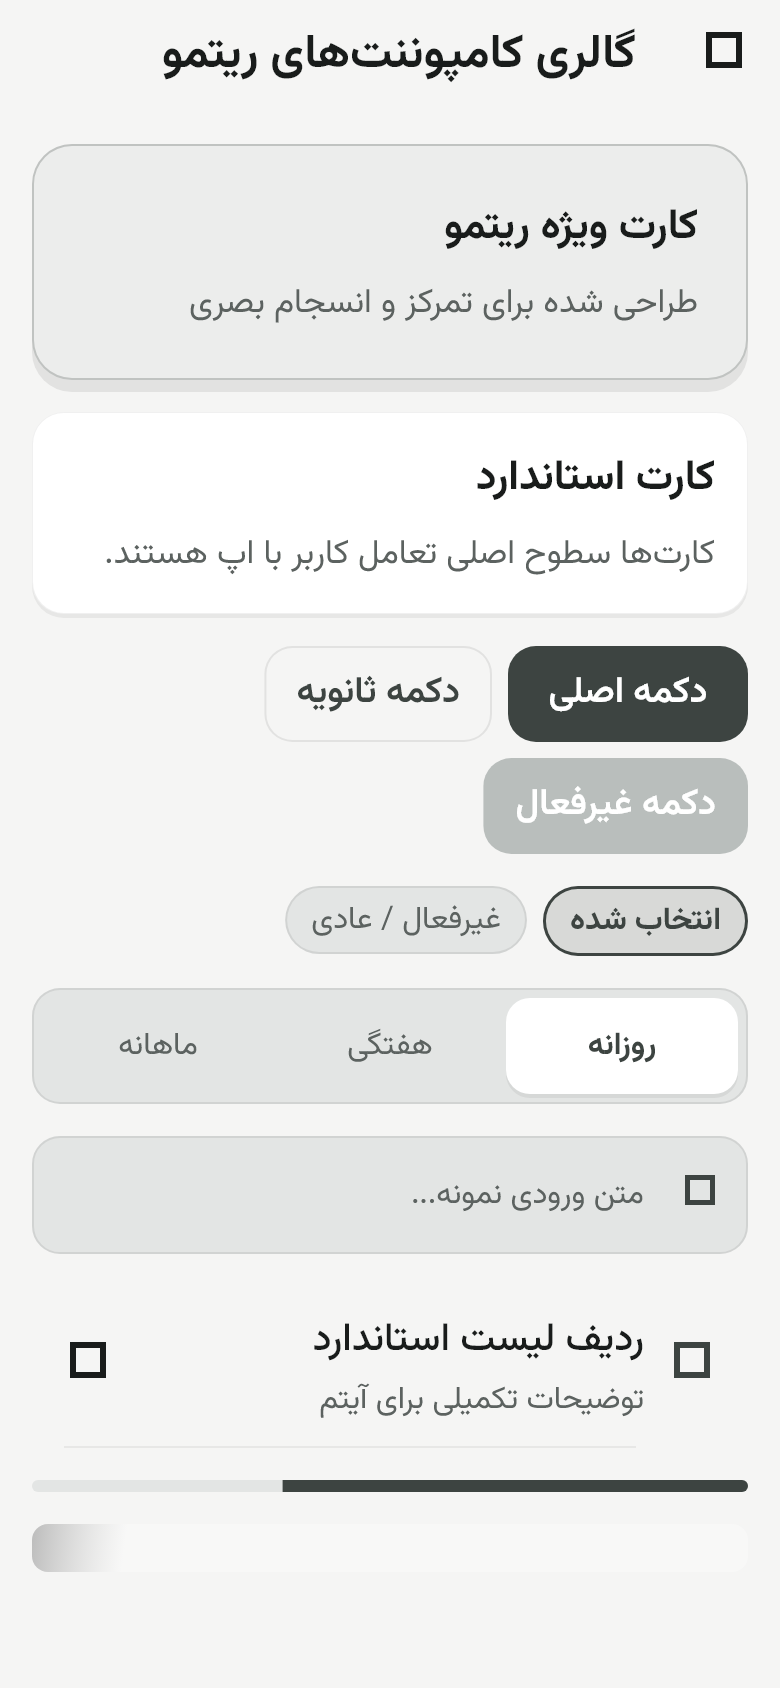 گالری کامپوننت‌های ریتمو
کارت ویژه ریتمو
طراحی شده برای تمرکز و انسجام بصری
کارت استاندارد
کارت‌ها سطوح اصلی تعامل کاربر با اپ هستند.
دکمه اصلی
دکمه ثانویه
دکمه غیرفعال
انتخاب شده
غیرفعال / عادی
روزانه
هفتگی
ماهانه
متن ورودی نمونه...
ردیف لیست استاندارد
توضیحات تکمیلی برای آیتم